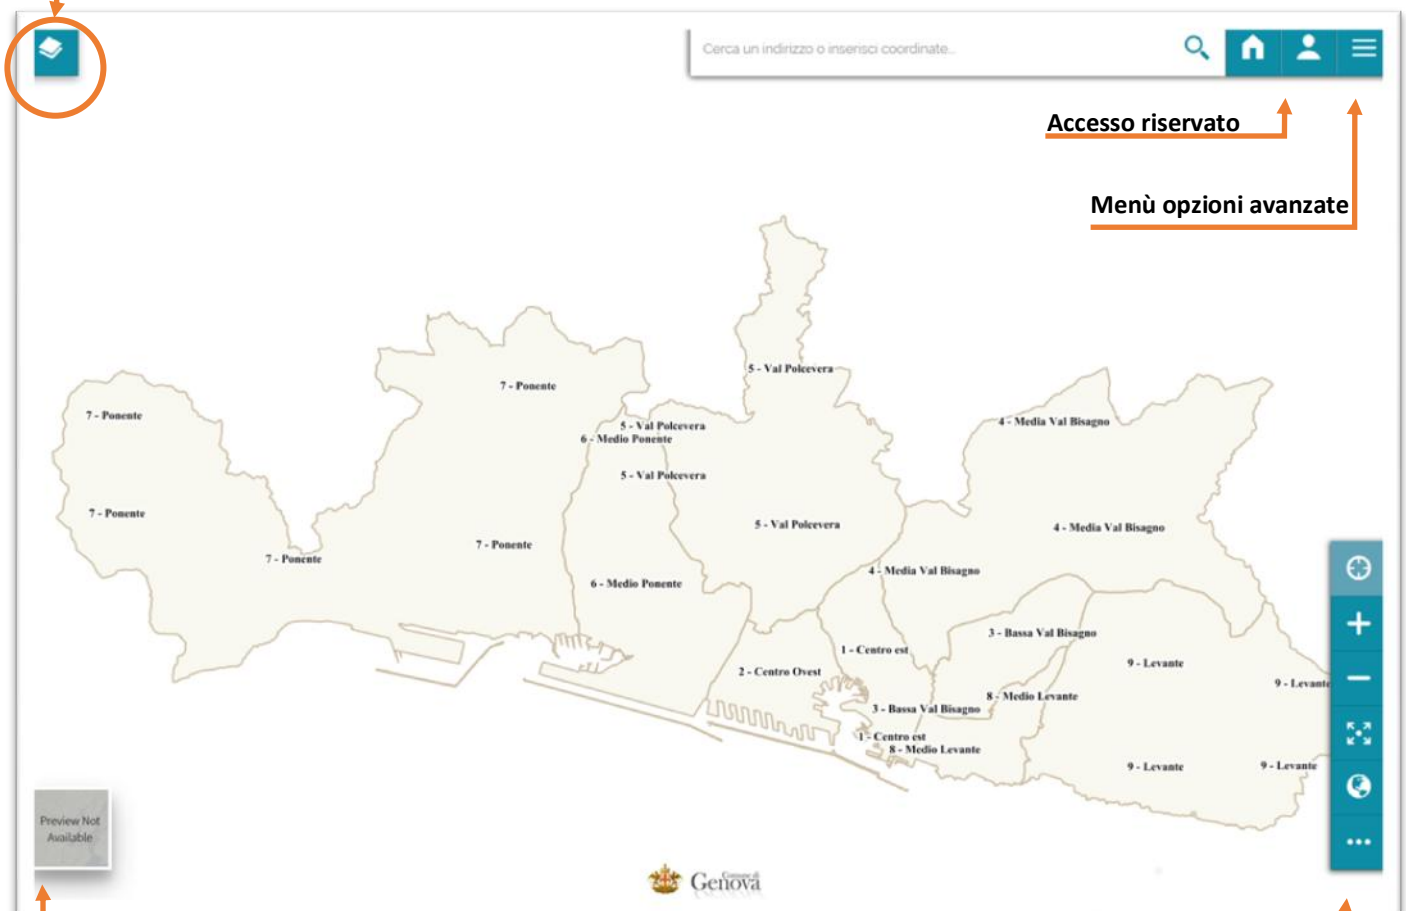 Cerca un indirizzo o inserisci coordinate...
Accesso riservato
Menù opzioni avanzate
5 - Val Polcevera
7 - Ponente
7 - Ponente
4 - Media Val Bisagno
5 - Val Polcevera
6 - Medio Ponente
5 - Val Polcevera
7 - Ponente
5 - Val Polcevera
4 - Media Val Bisagno
7 - Ponente
7 - Ponente
4 - Media Val Bisagno
6 - Medio Ponente
3 - Bassa Val Bisagno
1 - Centro est
9 - Levante
2 - Centro Ovest
9 - Levante
8 - Medio Levante
3 - Bassa Val Bisagno
1 - Centro est
8 - Medio Levante
9 - Levante
9 - Levante
Preview Not
Available
Comune di
Genova